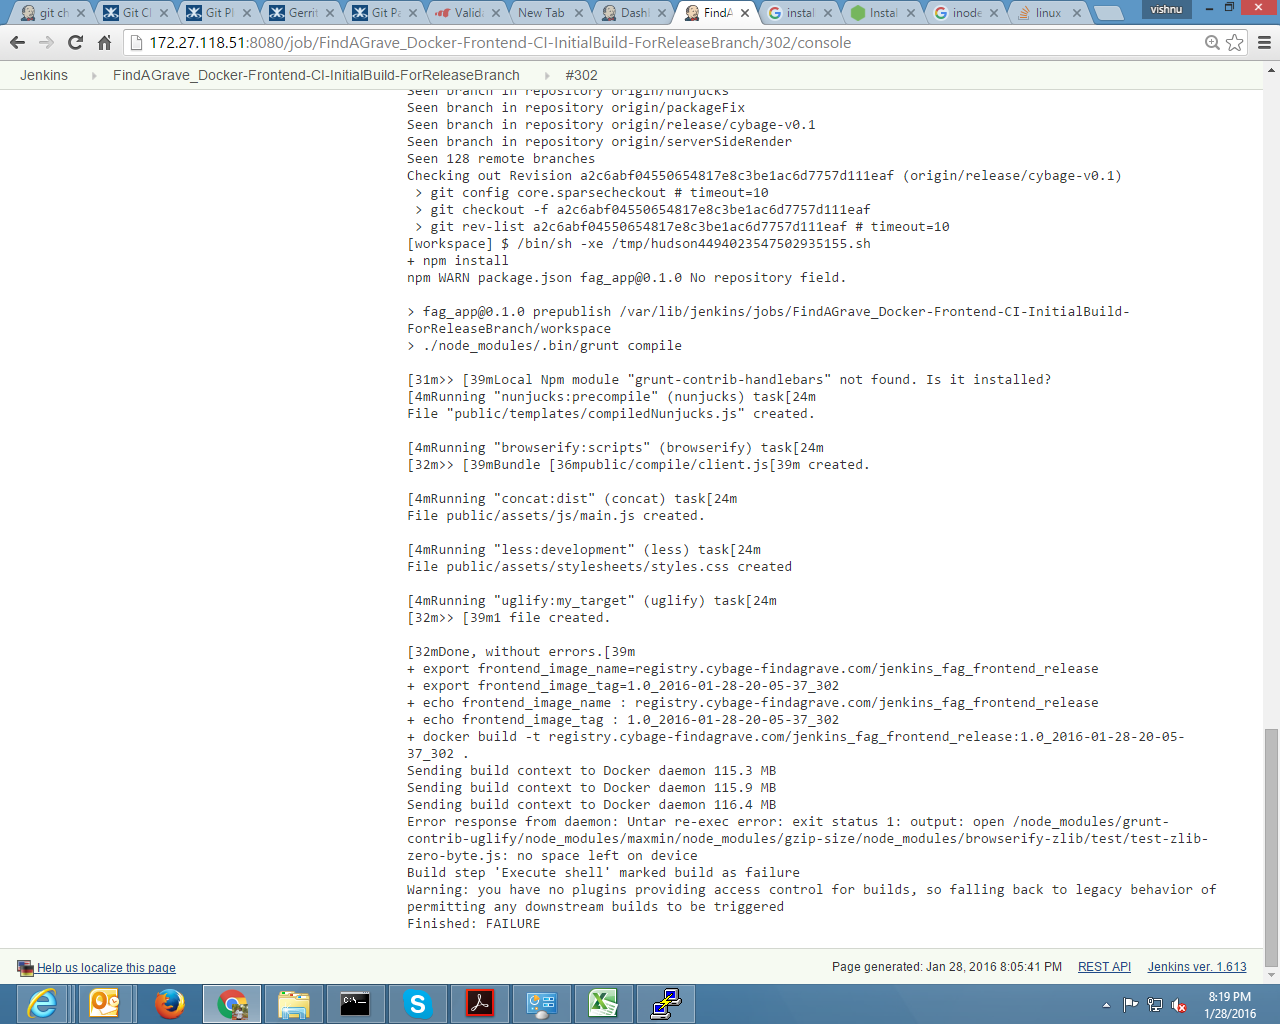 git ch
Git Cl
Git Pl
Gerrit
Git Pa
Valid
New Tab
Dash
FindA
instal
Instal
inode
linux
vishnu
172.27.118.51:8080/job/FindAGrave_Docker-Frontend-CI-InitialBuild-ForReleaseBranch/302/console
Jenkins
FindAGrave_Docker-Frontend-CI-InitialBuild-ForReleaseBranch
#302
Seen branch in repository origin/nunjucks
Seen branch in repository origin/packageFix
Seen branch in repository origin/release/cybage-v0.1
Seen branch in repository origin/serverSideRender
Seen 128 remote branches
Checking out Revision a2c6abf04550654817e8c3be1ac6d7757d111eaf (origin/release/cybage-v0.1)
> git config core.sparsecheckout # timeout=10
> git checkout -f a2c6abf04550654817e8c3be1ac6d7757d111eaf
> git rev-list a2c6abf04550654817e8c3be1ac6d7757d111eaf # timeout=10
[workspace] $ /bin/sh -xe /tmp/hudson4494023547502935155.sh
+ npm install
npm WARN package.json fag_app@0.1.0 No repository field.
> fag_app@0.1.0 prepublish /var/lib/jenkins/jobs/FindAGrave_Docker-Frontend-CI-InitialBuild-
ForReleaseBranch/workspace
> ./node_modules/.bin/grunt compile
[31m>> [39mLocal Npm module "grunt-contrib-handlebars" not found. Is it installed?
[4mRunning "nunjucks:precompile" (nunjucks) task[24m
File "public/templates/compiledNunjucks.js" created.
[4mRunning "browserify:scripts" (browserify) task[24m
[32m>> [39mBundle [36mpublic/compile/client.js[39m created.
[4mRunning "concat:dist" (concat) task[24m
File public/assets/js/main.js created.
[4mRunning "less:development" (less) task[24m
File public/assets/stylesheets/styles.css created
[4mRunning "uglify:my_target" (uglify) task[24m
[32m>> [39m1 file created.
[32mDone, without errors.[39m
+ export frontend_image_name=registry.cybage-findagrave.com/jenkins_fag_frontend_release
+ export frontend_image_tag=1.0_2016-01-28-20-05-37_302
+ echo frontend_image_name : registry.cybage-findagrave.com/jenkins_fag_frontend_release
+ echo frontend_image_tag : 1.0_2016-01-28-20-05-37_302
+ docker build -t registry.cybage-findagrave.com/jenkins_fag_frontend_release:1.0_2016-01-28-20-05-
37_302 .
Sending build context to Docker daemon 115.3 MB
Sending build context to Docker daemon 115.9 MB
Sending build context to Docker daemon 116.4 MB
Error response from daemon: Untar re-exec error: exit status 1: output: open /node_modules/grunt-
contrib-uglify/node_modules/maxmin/node_modules/gzip-size/node_modules/browserify-zlib/test/test-zlib-
zero-byte.js: no space left on device
Build step 'Execute shell' marked build as failure
Warning: you have no plugins providing access control for builds, so falling back to legacy behavior of
permitting any downstream builds to be triggered
Finished: FAILURE
Help us localize this page
Page generated: Jan 28, 2016 8:05:41 PM
REST API
Jenkins ver. 1.613
8:19 PM
1/28/2016